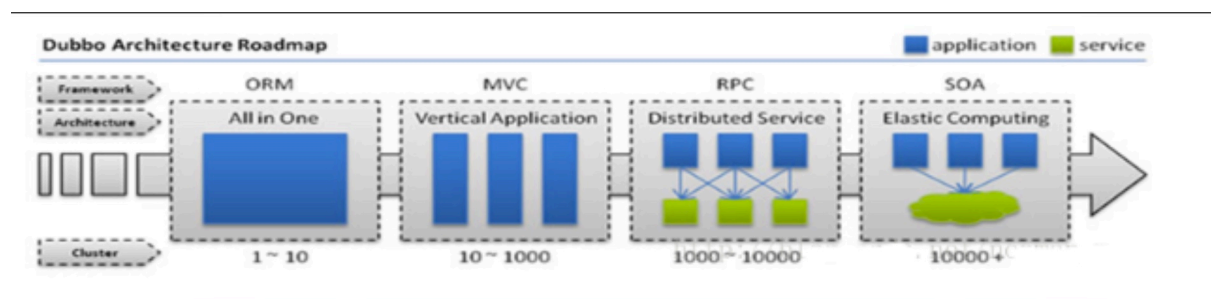 Dubbo Architecture Roadmap
application service
Framework ORM MVC RPC SOA
Architecture All in One Vertical Application Distributed Service Elastic Computing
Cluster 1 ~ 10 10 ~ 1000 1000 ~ 10000 10000 +